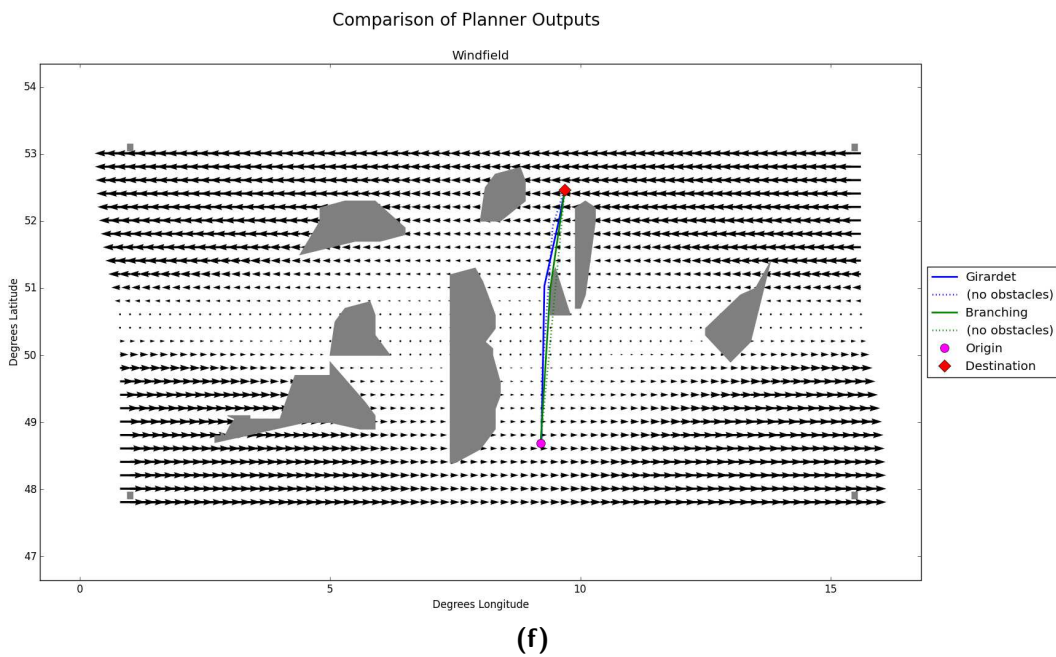 Comparison of Planner Outputs
Windfield
54
53
52
51
50
49
48
47
Degrees Latitude
0 5 10 15
Degrees Longitude
Girardet
(no obstacles)
Branching
(no obstacles)
Origin
Destination
(f)